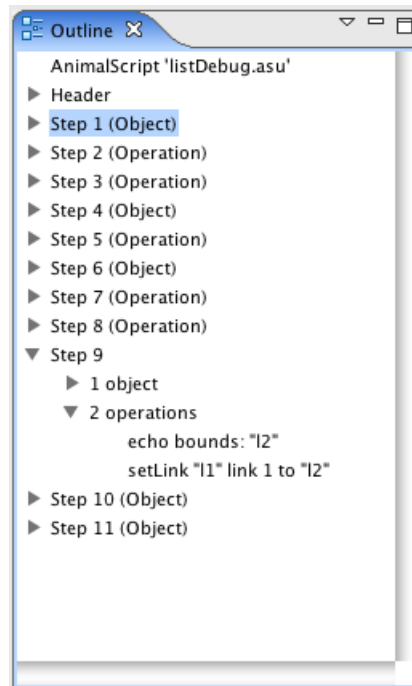 Outline
AnimalScript 'listDebug.asu'
Header
Step 1 (Object)
Step 2 (Operation)
Step 3 (Operation)
Step 4 (Object)
Step 5 (Operation)
Step 6 (Object)
Step 7 (Operation)
Step 8 (Operation)
Step 9
1 object
2 operations
echo bounds: "l2"
setLink "l1" link 1 to "l2"
Step 10 (Object)
Step 11 (Object)